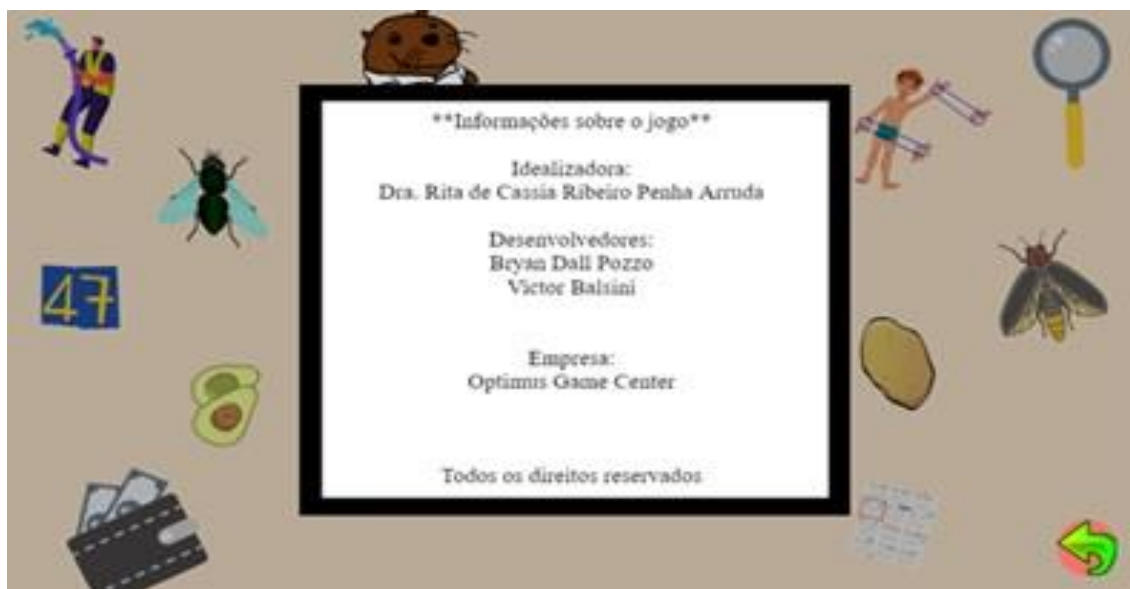 **Informações sobre o jogo**
Idealizadora:
Dra. Rita de Cassia Ribeiro Penha Arruda
Desenvolvedores:
Bryan Dall Pozzo
Victor Balsini
Empresa:
Optimus Game Center
Todos os direitos reservados
47